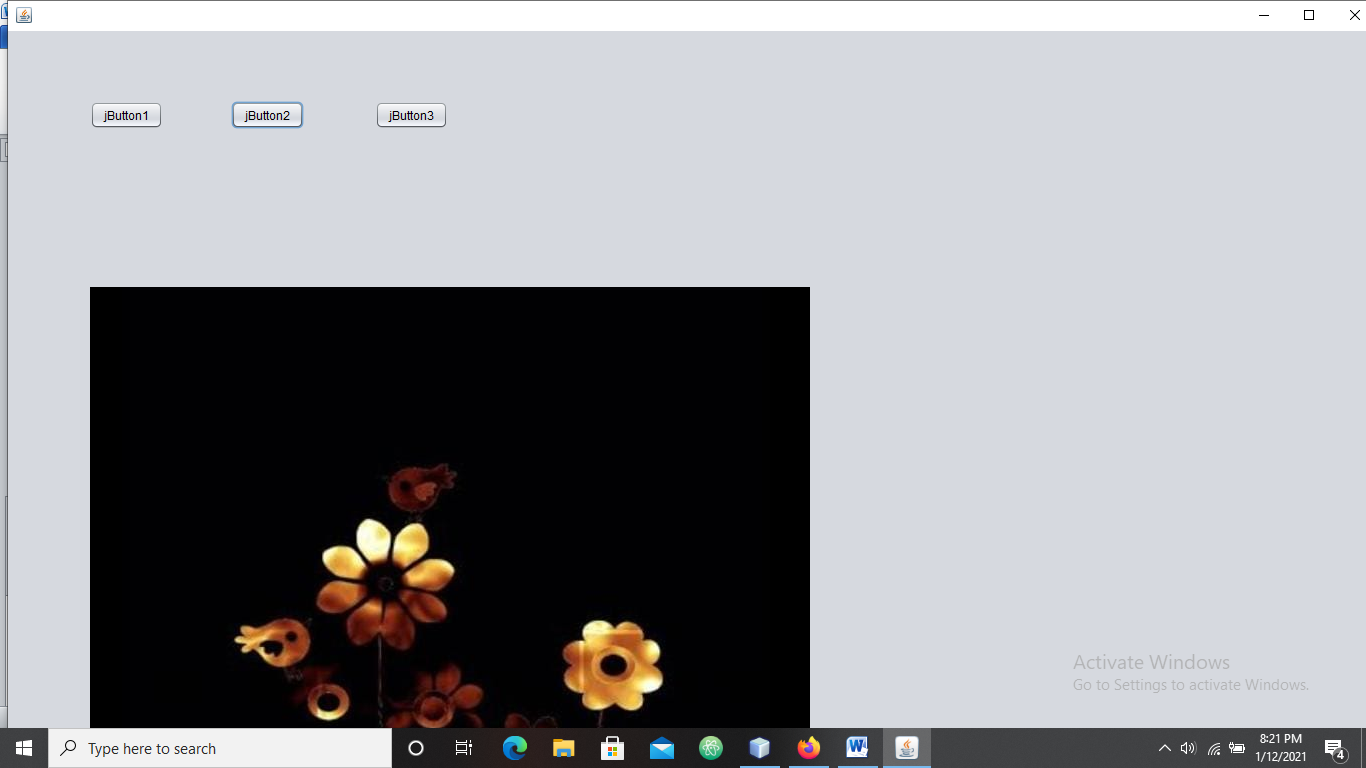 jButton1 jButton2 jButton3
Activate Windows
Go to Settings to activate Windows.
Type here to search
W
8:21 PM
1/12/2021
4